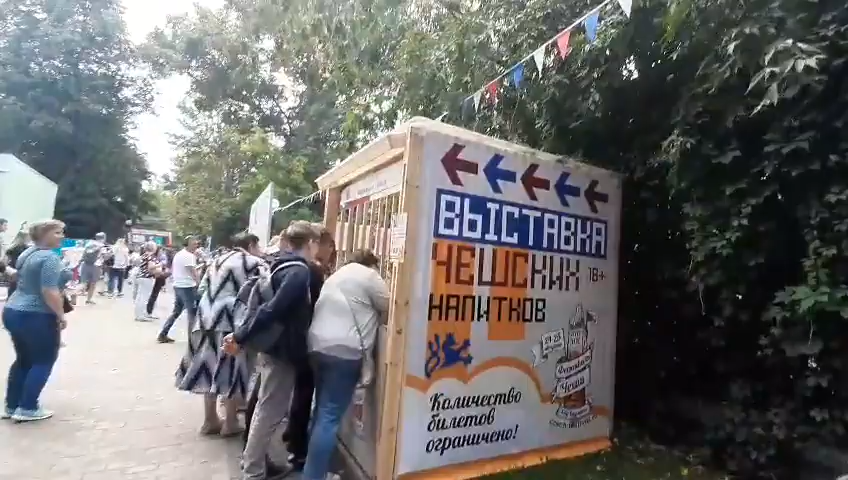 ВЫСТАВКА
ЧЕШСКИХ 18+
НАПИТКОВ
Количество
билетов
ограничено!